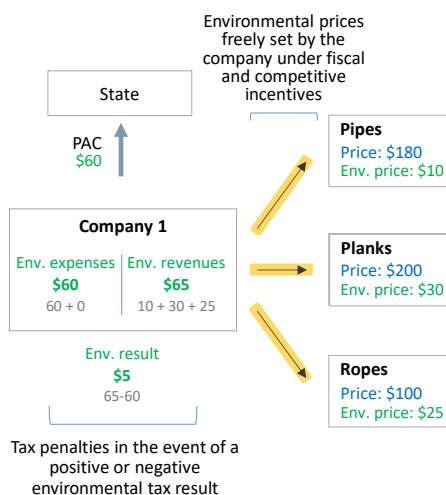 Environmental prices
freely set by the
company under fiscal
and competitive
incentives
State
PAC
$60
Pipes
Price: $180
Env. price: $10
Company 1
Env. expenses
$60
60 + 0
Env. revenues
$65
10 + 30 + 25
Planks
Price: $200
Env. price: $30
Env. result
$5
65-60
Ropes
Price: $100
Env. price: $25
Tax penalties in the event of a
positive or negative
environmental tax result